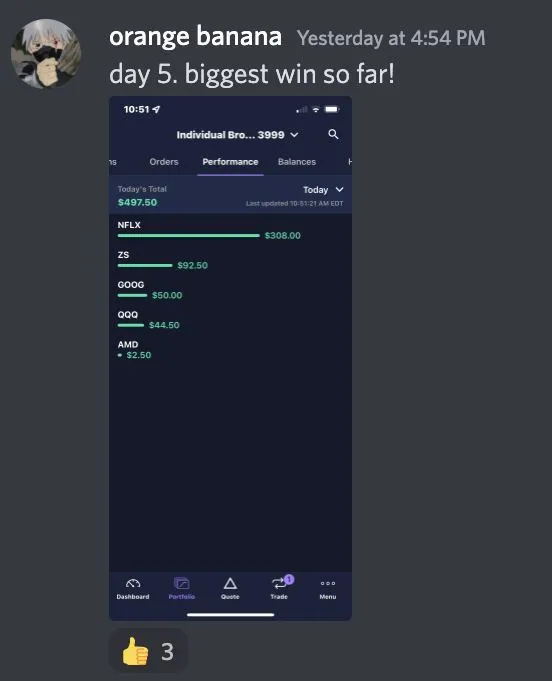 orange banana Yesterday at 4:54 PM
day 5. biggest win so far!
10:51
Individual Bro... 3999
ns Orders Performance Balances H
Today's Total Today
$497.50 Last updated 10:51:21 AM EDT
NFLX
$308.00
ZS
$92.50
GOOG
$50.00
QQQ
$44.50
AMD
$2.50
1
Dashboard Portfolio Quote Trade Menu
3